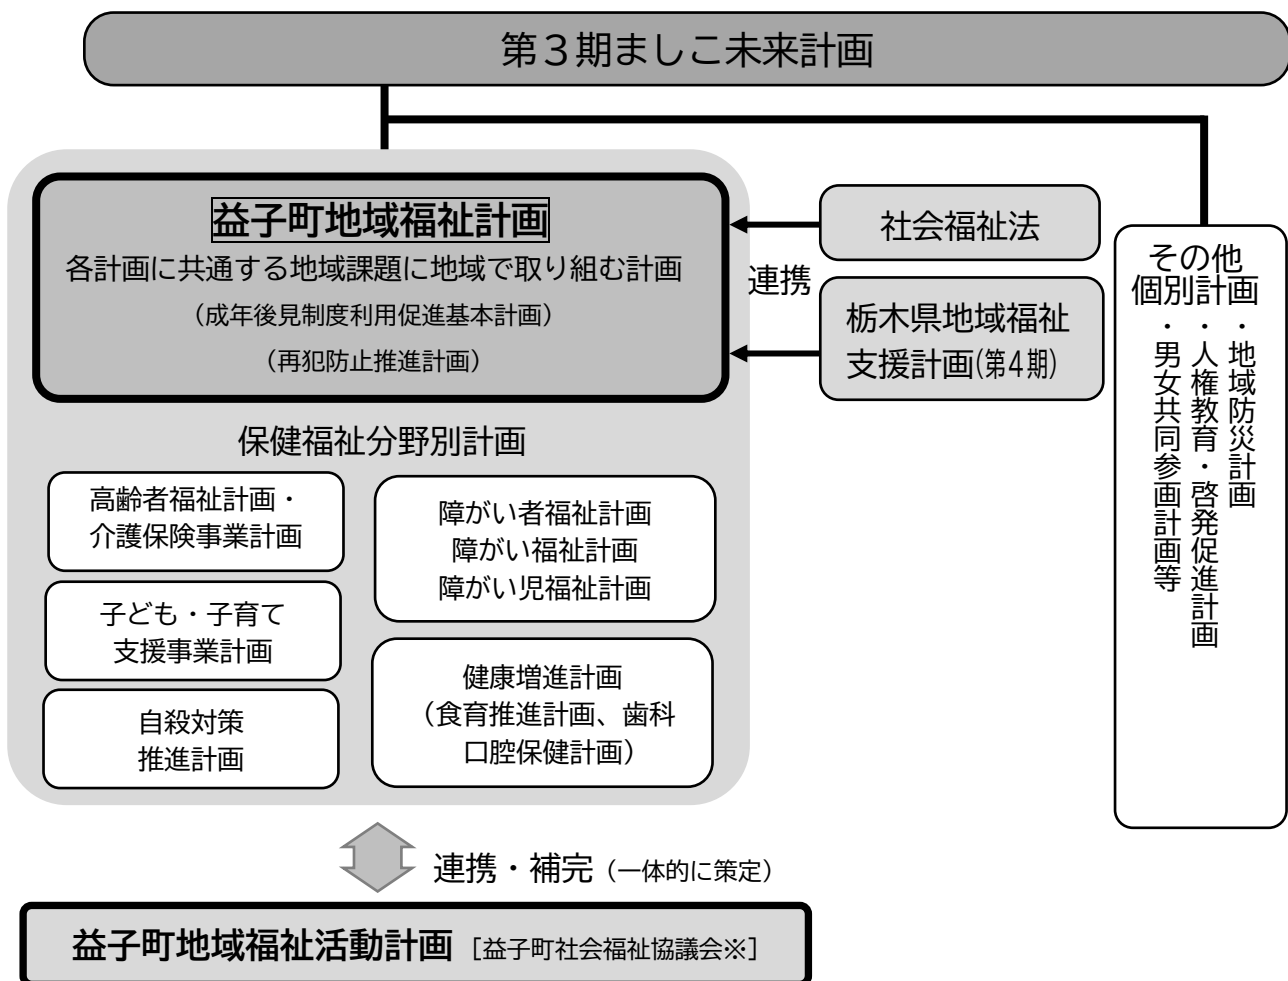 第３期ましこ未来計画
益子町地域福祉計画
各計画に共通する地域課題に地域で取り組む計画
（成年後見制度利用促進基本計画）
（再犯防止推進計画）
社会福祉法
連携
栃木県地域福祉
支援計画(第４期)
その他
個別計画
・地域防災計画
・人権教育・啓発促進計画
・男女共同参画計画等
保健福祉分野別計画
高齢者福祉計画・
介護保険事業計画
障がい者福祉計画
障がい福祉計画
障がい児福祉計画
子ども・子育て
支援事業計画
健康増進計画
（食育推進計画、歯科
口腔保健計画）
自殺対策
推進計画
連携・補完（一体的に策定）
益子町地域福祉活動計画［益子町社会福祉協議会※］